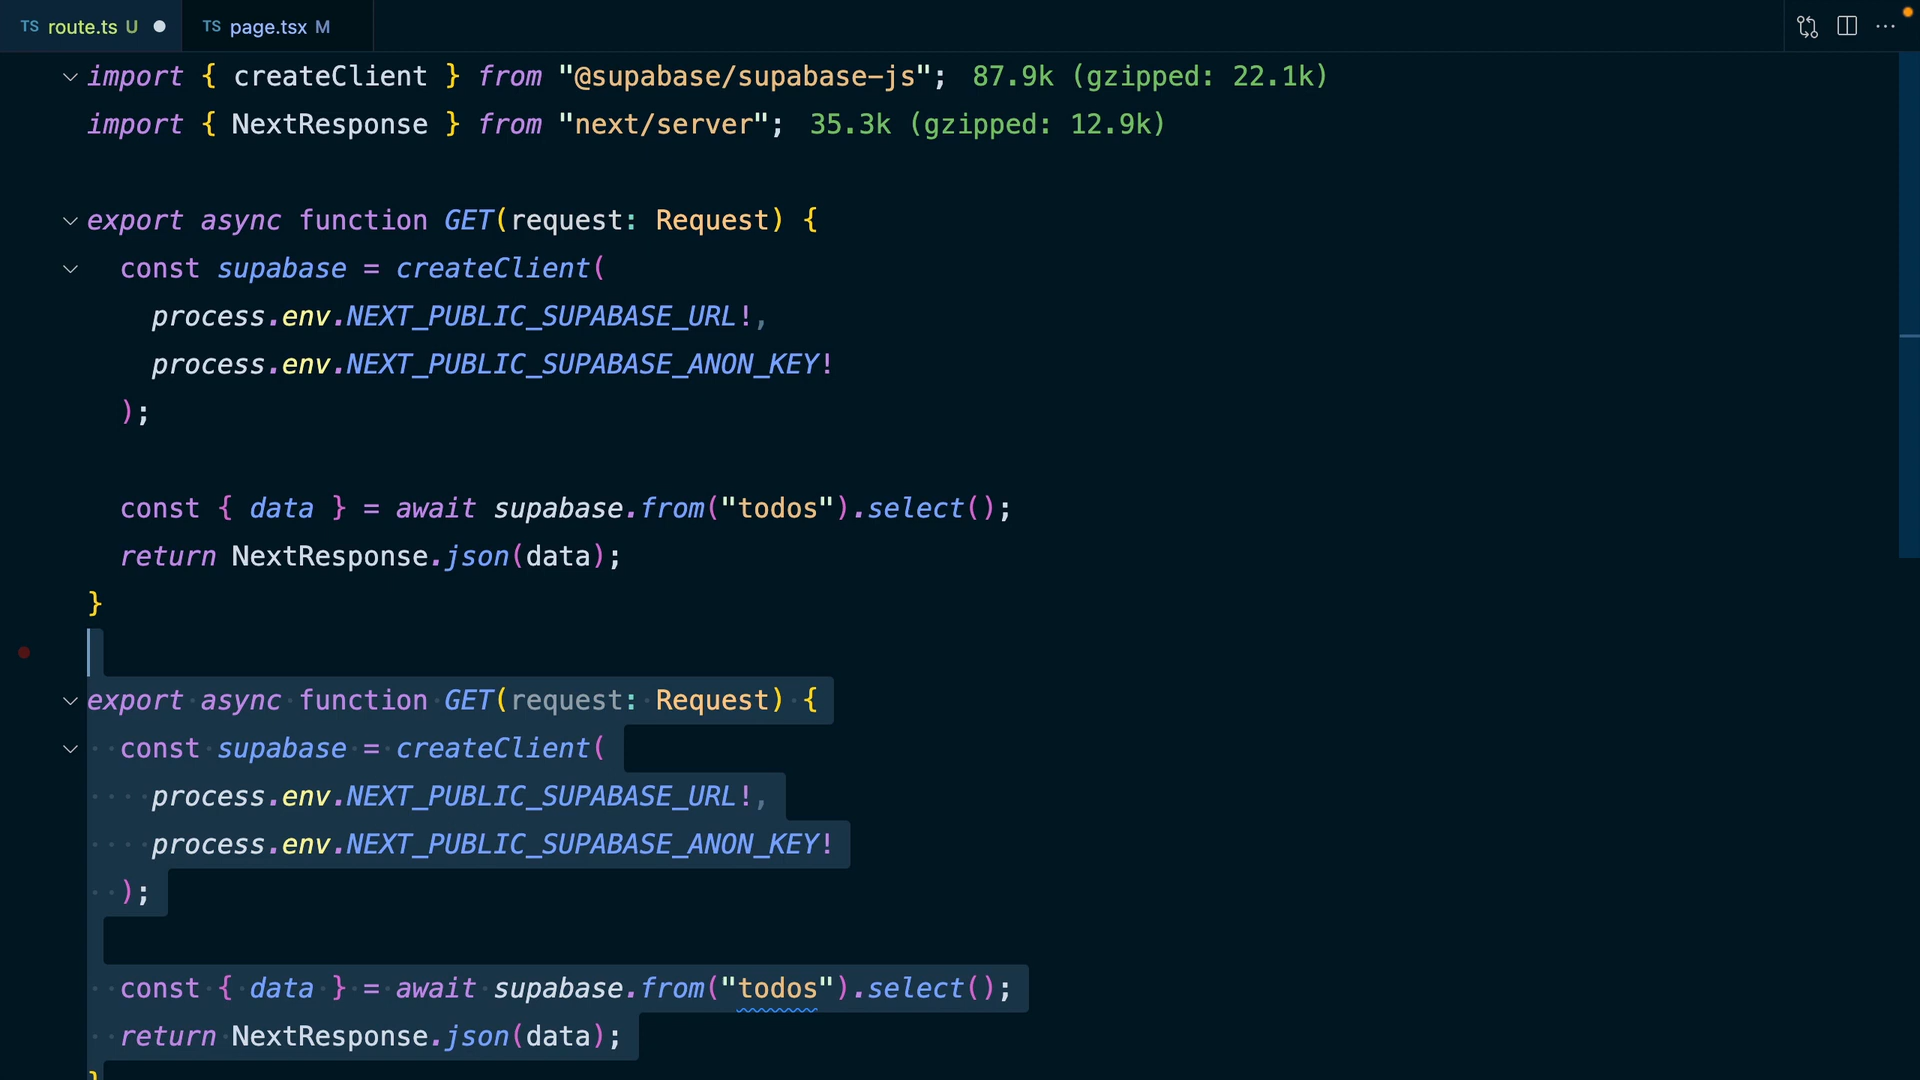 TS route.ts U
TS page.tsx M
import { createClient } from "@supabase/supabase-js"; 87.9k (gzipped: 22.1k)
import { NextResponse } from "next/server"; 35.3k (gzipped: 12.9k)
export async function GET(request: Request) {
const supabase = createClient(
process.env.NEXT_PUBLIC_SUPABASE_URL!,
process.env.NEXT_PUBLIC_SUPABASE_ANON_KEY!
);
const { data } = await supabase.from("todos").select();
return NextResponse.json(data);
}
export async function GET(request: Request) {
const supabase = createClient(
process.env.NEXT_PUBLIC_SUPABASE_URL!,
process.env.NEXT_PUBLIC_SUPABASE_ANON_KEY!
);
const { data } = await supabase.from("todos").select();
return NextResponse.json(data);
}